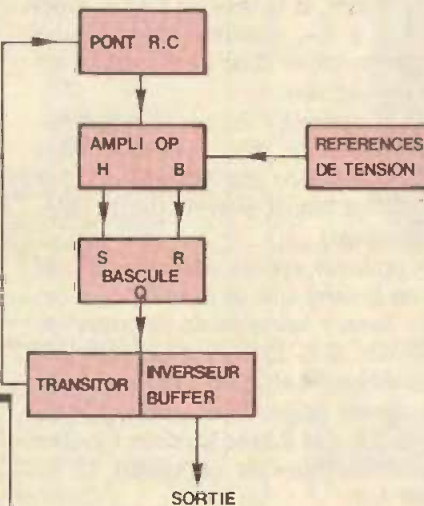 PONT R.C
AMPLI OP
H B
REFERENCES
DE TENSION
S R
BASCULE
Q
TRANSITOR
INVERSEUR
BUFFER
SORTIE